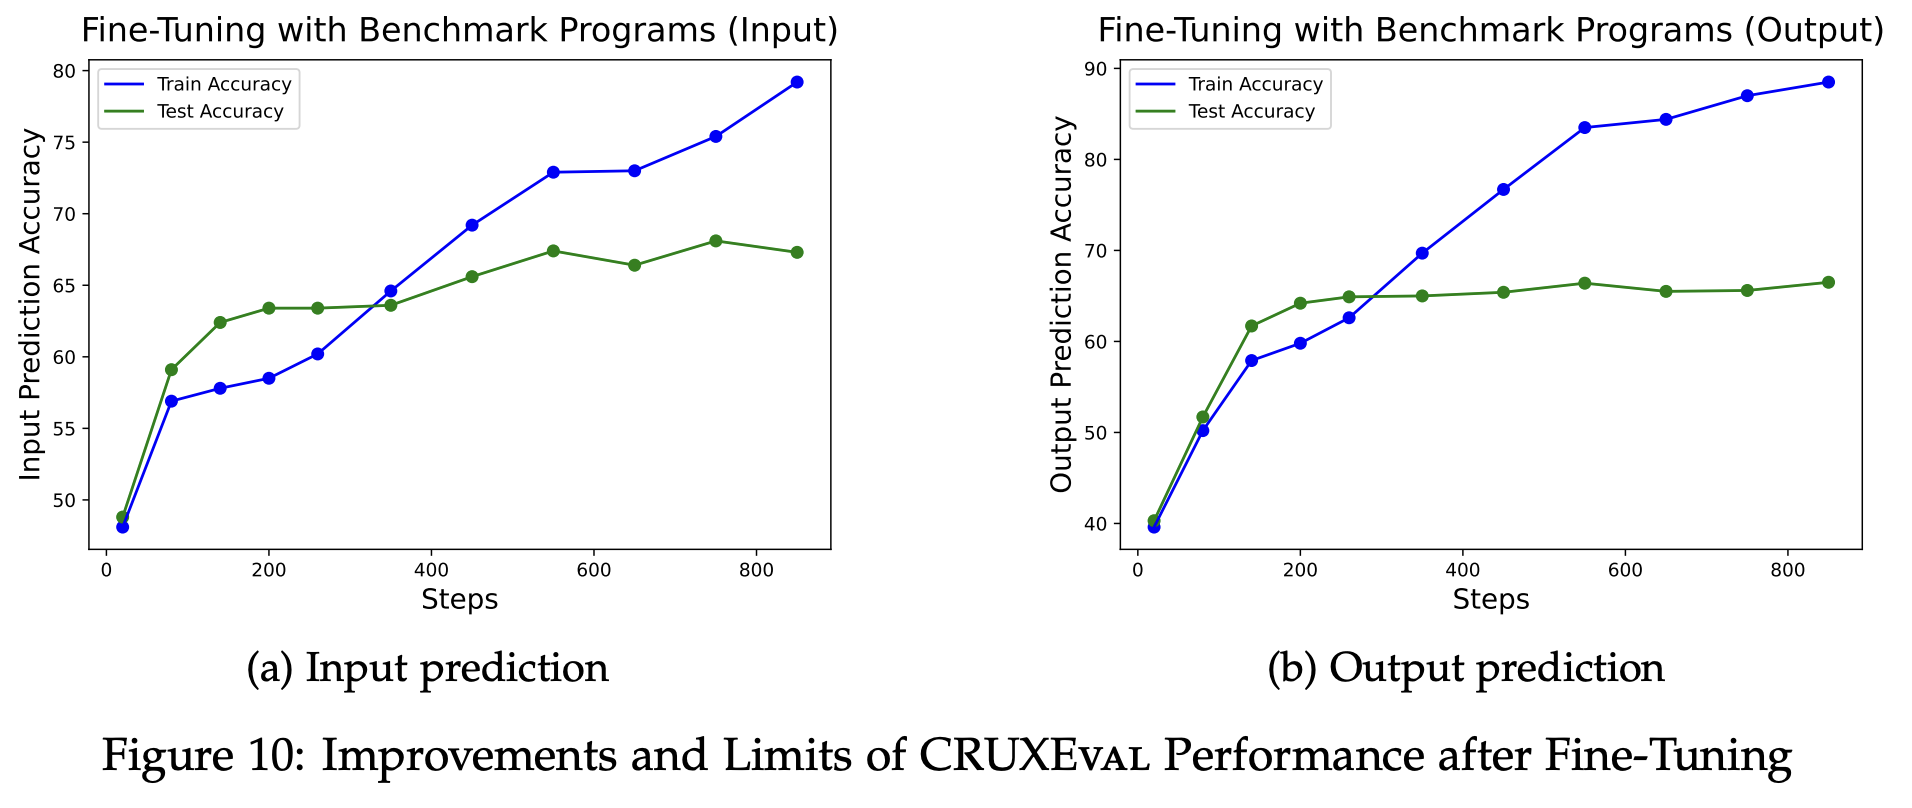 Fine-Tuning with Benchmark Programs (Input)
Train Accuracy
Test Accuracy
Input Prediction Accuracy
80
75
70
65
60
55
50
0 200 400 600 800
Steps
(a) Input prediction
Fine-Tuning with Benchmark Programs (Output)
Train Accuracy
Test Accuracy
Output Prediction Accuracy
90
80
70
60
50
40
0 200 400 600 800
Steps
(b) Output prediction
Figure 10: Improvements and Limits of CRUXEVAL Performance after Fine-Tuning